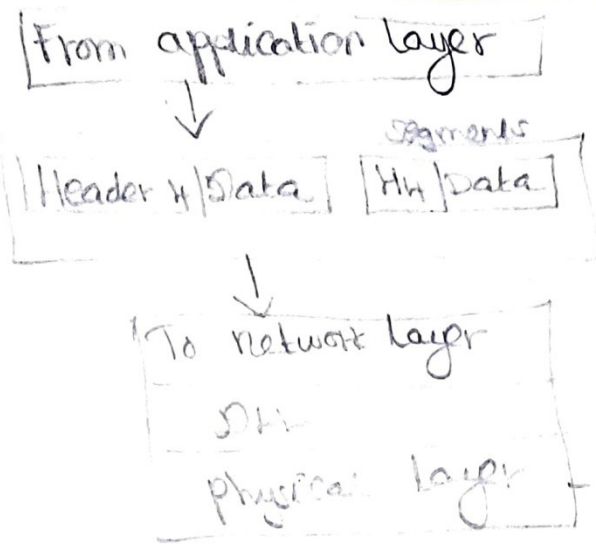 From application layer
segments
Header H Data HH Data
To network layer
physical layer